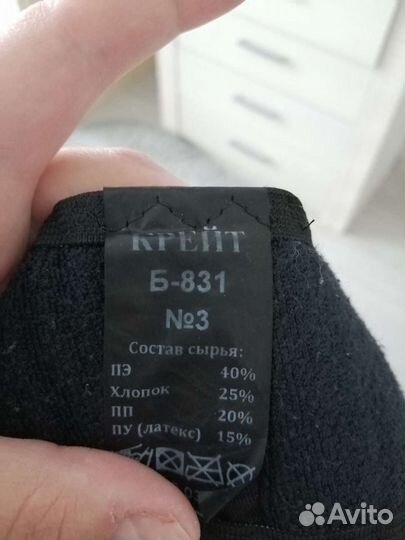 КРЕЙТ
Б-831
№3
Состав сырья:
ПЭ 40%
Хлопок 25%
ПП 20%
ПУ (латекс) 15%
Avito